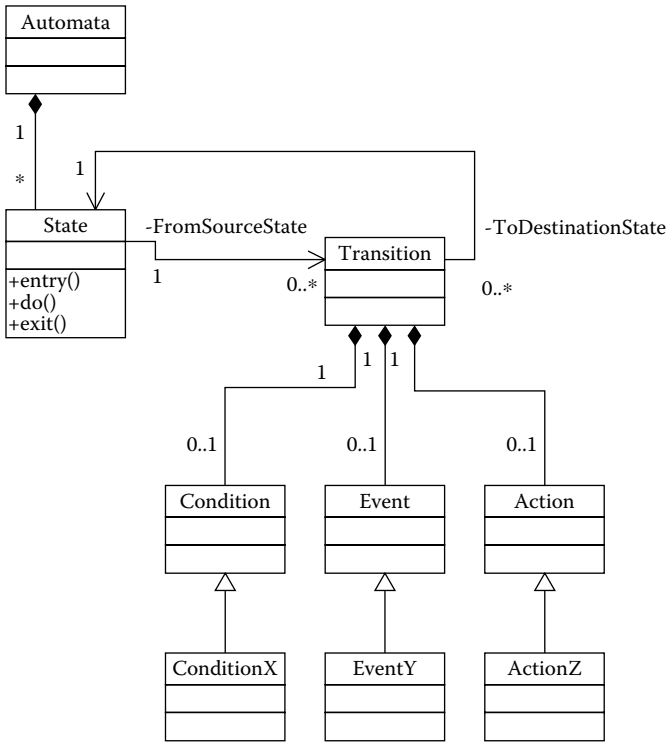 Automata
1
*
1
State
-FromSourceState
+entry()
+do()
+exit()
1
0..*
Transition
-ToDestinationState
0..*
1
1
1
0..1
0..1
0..1
Condition
Event
Action
ConditionX
EventY
ActionZ